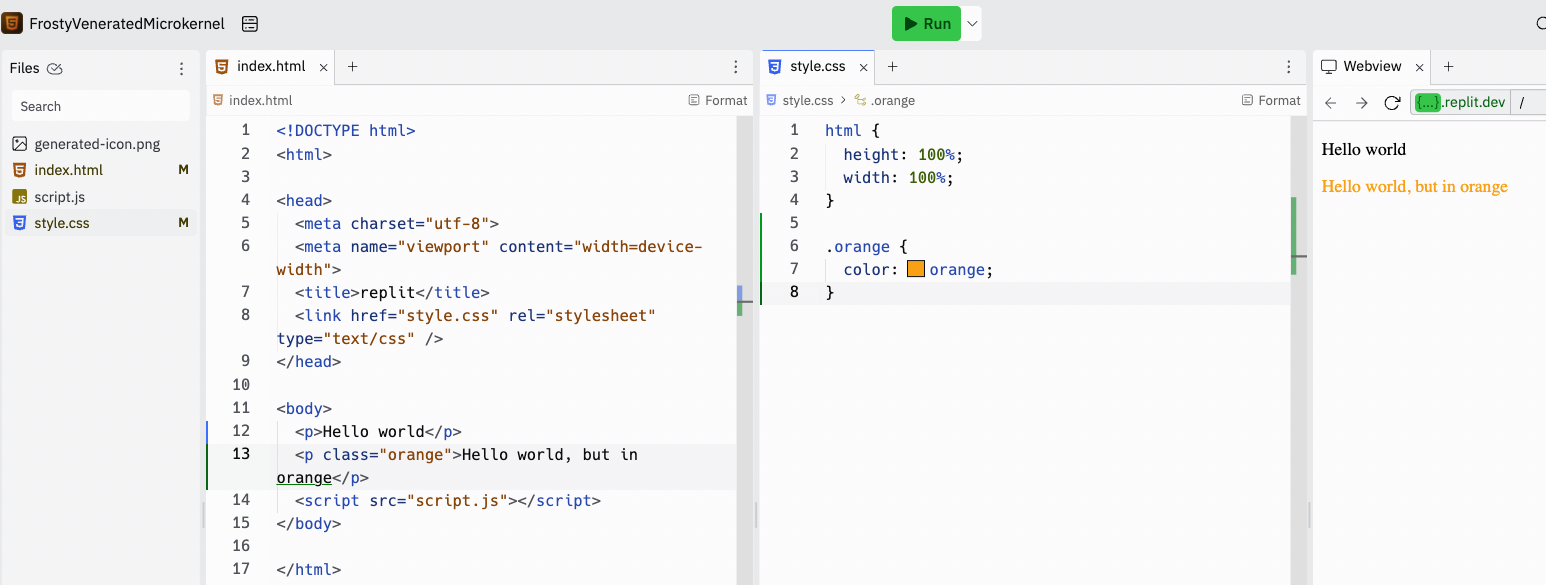 FrostyVeneratedMicrokernel
Run
Files
Search
generated-icon.png
index.html M
script.js
style.css M
index.html
index.html Format
1 <!DOCTYPE html>
2 <html>
3
4 <head>
5 <meta charset="utf-8">
6 <meta name="viewport" content="width=device-
width">
7 <title>replit</title>
8 <link href="style.css" rel="stylesheet"
type="text/css" />
9 </head>
10
11 <body>
12 <p>Hello world</p>
13 <p class="orange">Hello world, but in
orange</p>
14 <script src="script.js"></script>
15 </body>
16
17 </html>
style.css
style.css > .orange Format
1 html {
2 height: 100%;
3 width: 100%;
4 }
5
6 .orange {
7 color: orange;
8 }
Webview
{...}.replit.dev /
Hello world
Hello world, but in orange